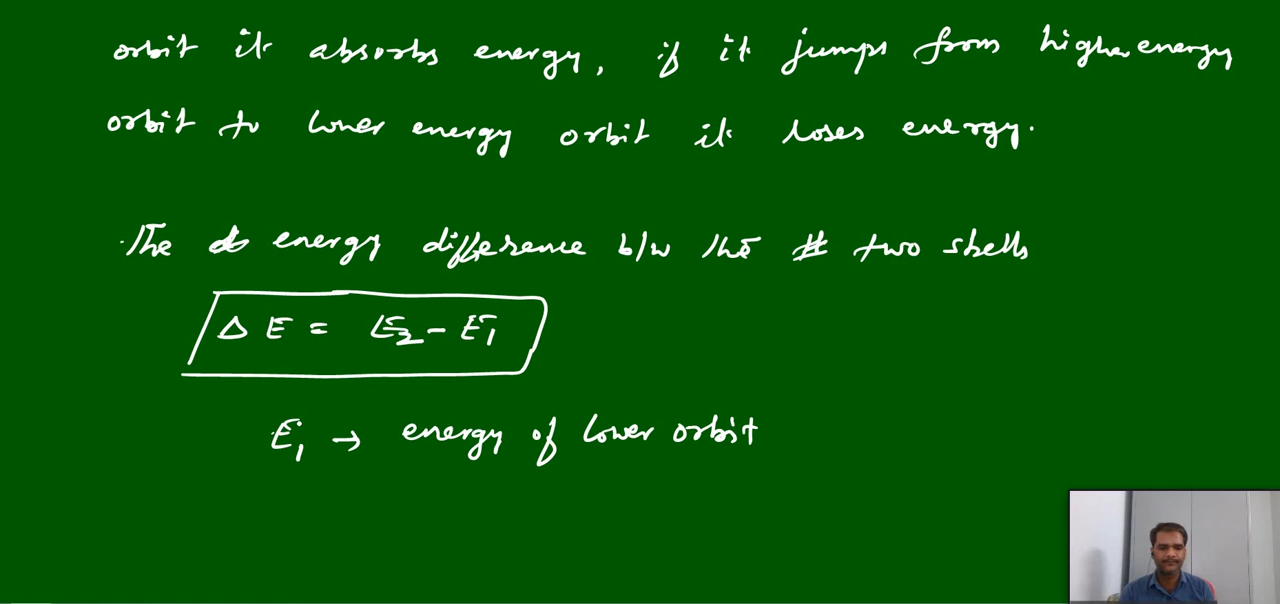 orbit it absorbs energy, if it jumps from higher energy
orbit to lower energy orbit it loses energy.
The energy difference b/w the two shells
Δ E = E₂ - E₁
E₁ → energy of lower orbit